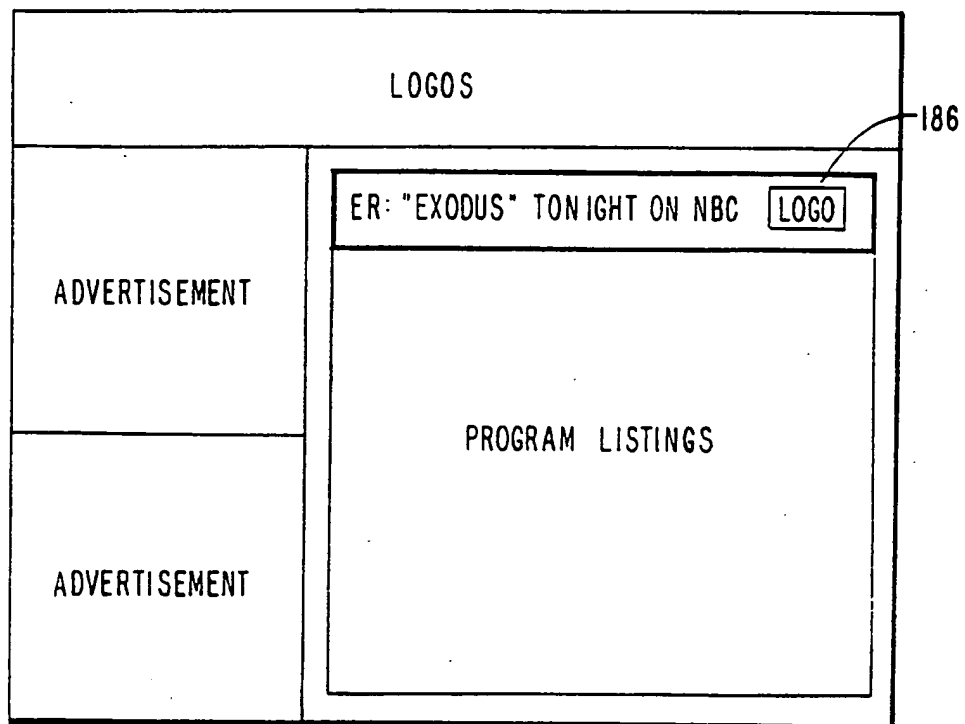 LOGOS
186
ER: "EXODUS" TONIGHT ON NBC LOGO
ADVERTISEMENT
PROGRAM LISTINGS
ADVERTISEMENT